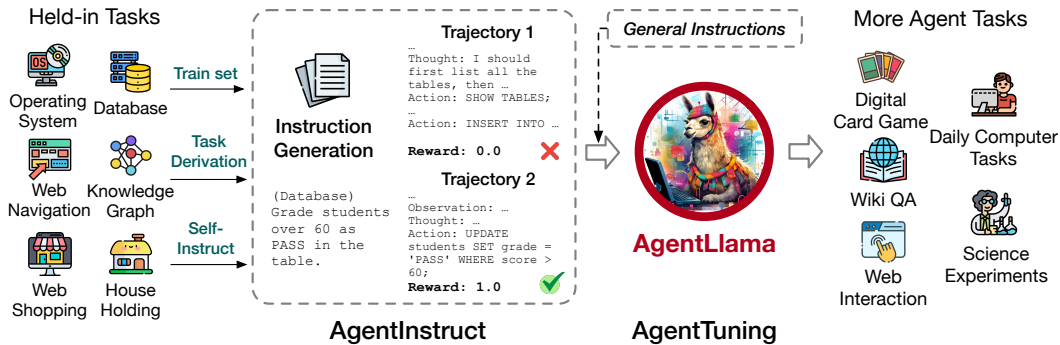 Held-in Tasks
OS
Operating
System
Database
Web
Navigation
Knowledge
Graph
Web
Shopping
House
Holding
Train set
Task
Derivation
Self-
Instruct
Instruction
Generation
(Database)
Grade students
over 60 as
PASS in the
table.
Trajectory 1
…
Thought: I should
first list all the
tables, then …
Action: SHOW TABLES;
…
Action: INSERT INTO …
Reward: 0.0
Trajectory 2
…
Observation: …
Thought: …
Action: UPDATE
students SET grade =
'PASS' WHERE score >
60;
Reward: 1.0
AgentInstruct
General Instructions
AgentLlama
AgentTuning
More Agent Tasks
Digital
Card Game
Daily Computer
Tasks
Wiki QA
Web
Interaction
Science
Experiments